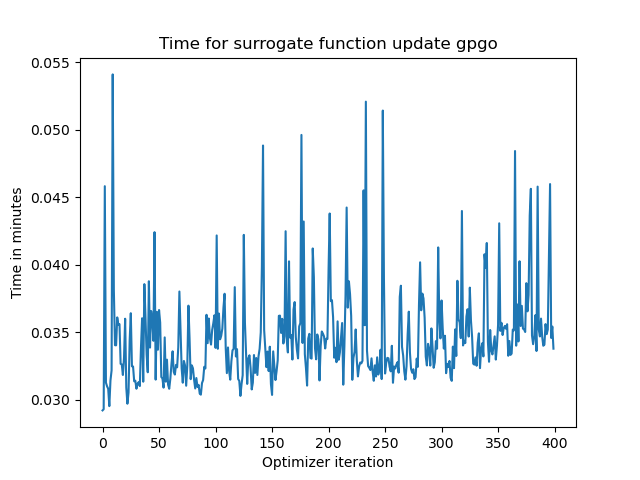 Time for surrogate function update gpgo
0.055
0.050
0.045
0.040
0.035
0.030
Time in minutes
0 50 100 150 200 250 300 350 400
Optimizer iteration